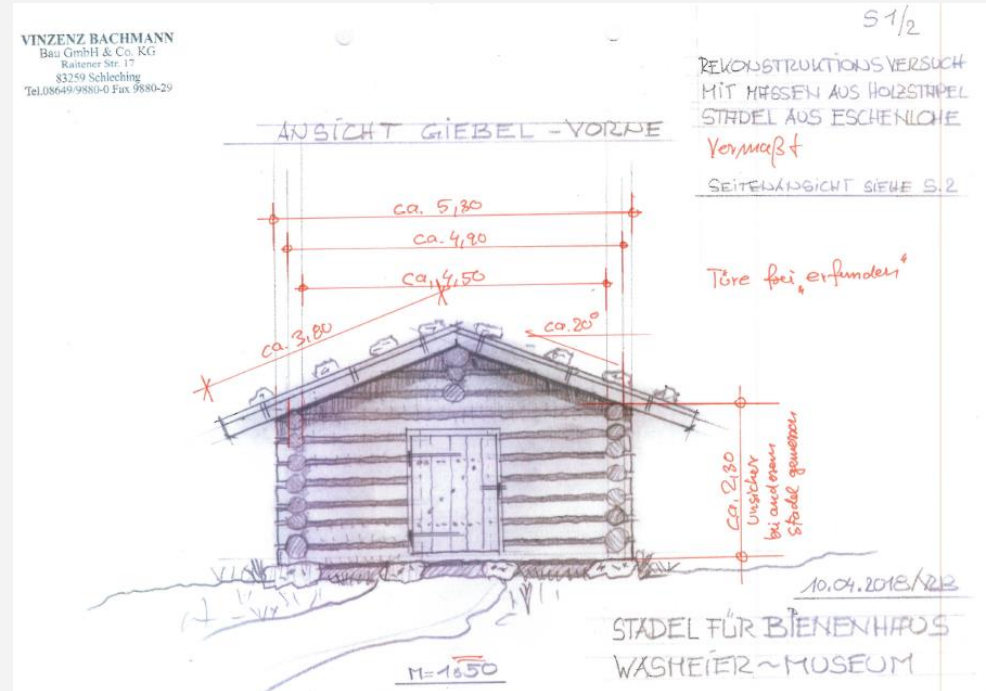 VINZENZ BACHMANN
Bau GmbH & Co. KG
Raitener Str. 17
83259 Schleching
Tel.08649/9880-0 Fax 9880-29
S 1/2
REKONSTRUKTIONSVERSUCH
MIT MASSEN AUS HOLZSTAPEL
STADEL AUS ESCHENLOHE
Vermaßt
SEITENANSICHT SIEHE S.2
ANSICHT GIEBEL - VORNE
ca. 5,30
ca. 4,90
ca. 4,50
ca. 3,80
ca. 20°
Türe frei „erfunden“
ca. 2,30
unsicher
bei anderem
Stadel gemessen
10.04.2018
STADEL FÜR BIENENHAUS
WASMEIER~MUSEUM
M=1:50